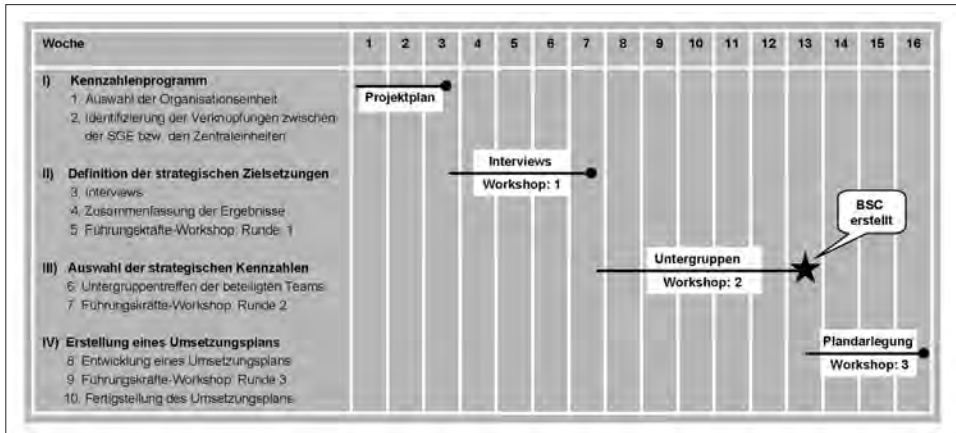 Woche 1 2 3 4 5 6 7 8 9 10 11 12 13 14 15 16
I) Kennzahlenprogramm
1. Auswahl der Organisationseinheit
2. Identifizierung der Verknüpfungen zwischen
der SGE bzw. den Zentraleinheiten
Projektplan
II) Definition der strategischen Zielsetzungen
3. Interviews
4. Zusammenfassung der Ergebnisse
5. Führungskräfte-Workshop: Runde 1
Interviews
Workshop: 1
BSC
erstellt
III) Auswahl der strategischen Kennzahlen
6. Untergruppentreffen der beteiligten Teams
7. Führungskräfte-Workshop: Runde 2
Untergruppen
Workshop: 2
IV) Erstellung eines Umsetzungsplans
8. Entwicklung eines Umsetzungsplans
9. Führungskräfte-Workshop: Runde 3
10. Fertigstellung des Umsetzungsplans
Plandarlegung
Workshop: 3